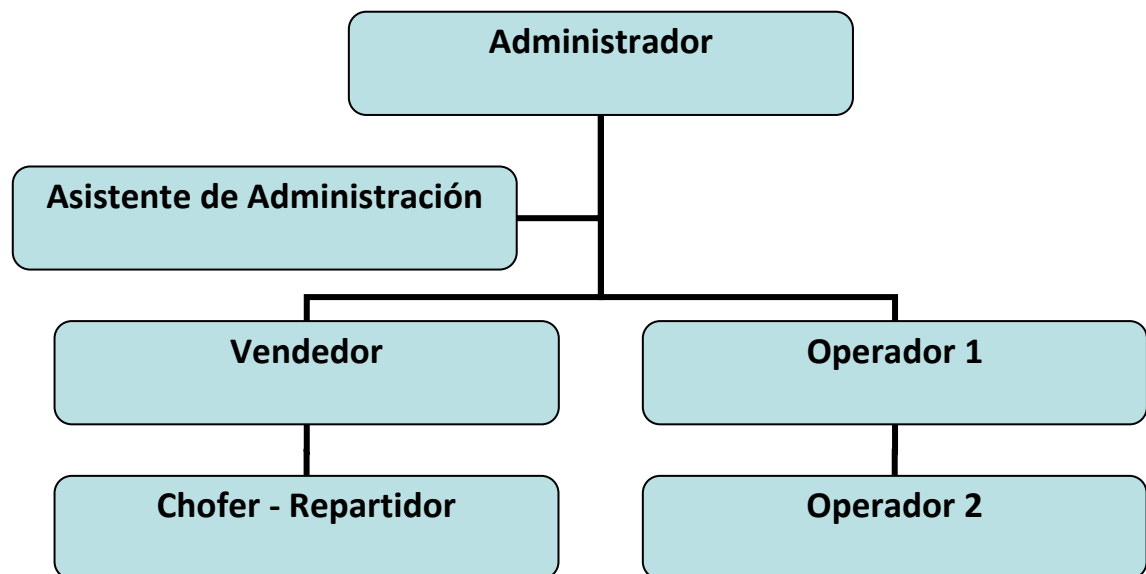 Administrador
Asistente de Administración
Vendedor
Operador 1
Chofer - Repartidor
Operador 2